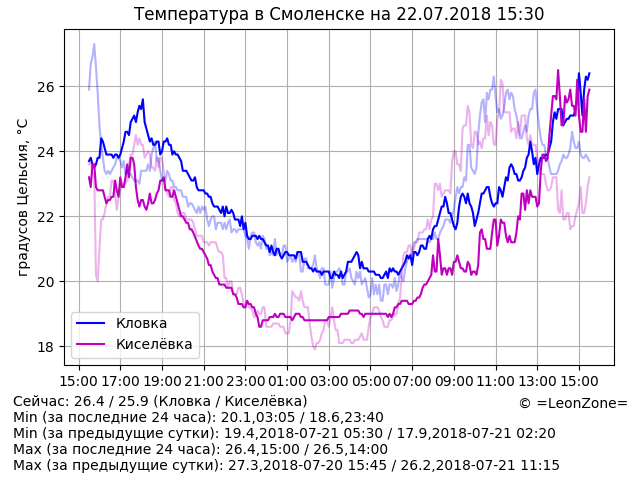 Температура в Смоленске на 22.07.2018 15:30
градусов Цельсия, °C
26
24
22
20
18
Кловка
Киселёвка
15:00 17:00 19:00 21:00 23:00 01:00 03:00 05:00 07:00 09:00 11:00 13:00 15:00
Сейчас: 26.4 / 25.9 (Кловка / Киселёвка)
© =LeonZone=
Min (за последние 24 часа): 20.1,03:05 / 18.6,23:40
Min (за предыдущие сутки): 19.4,2018-07-21 05:30 / 17.9,2018-07-21 02:20
Max (за последние 24 часа): 26.4,15:00 / 26.5,14:00
Max (за предыдущие сутки): 27.3,2018-07-20 15:45 / 26.2,2018-07-21 11:15